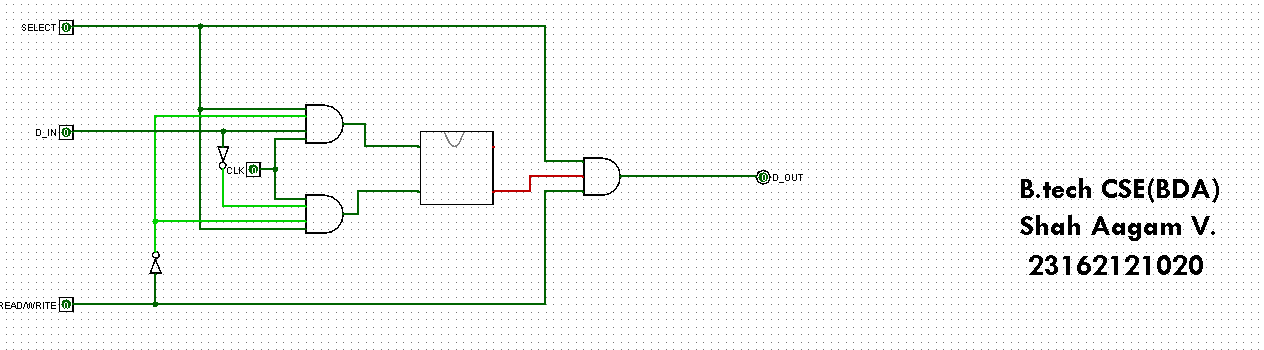 SELECT
D_IN
CLK
D_OUT
READ/WRITE
B.tech CSE(BDA)
Shah Aagam V.
23162121020